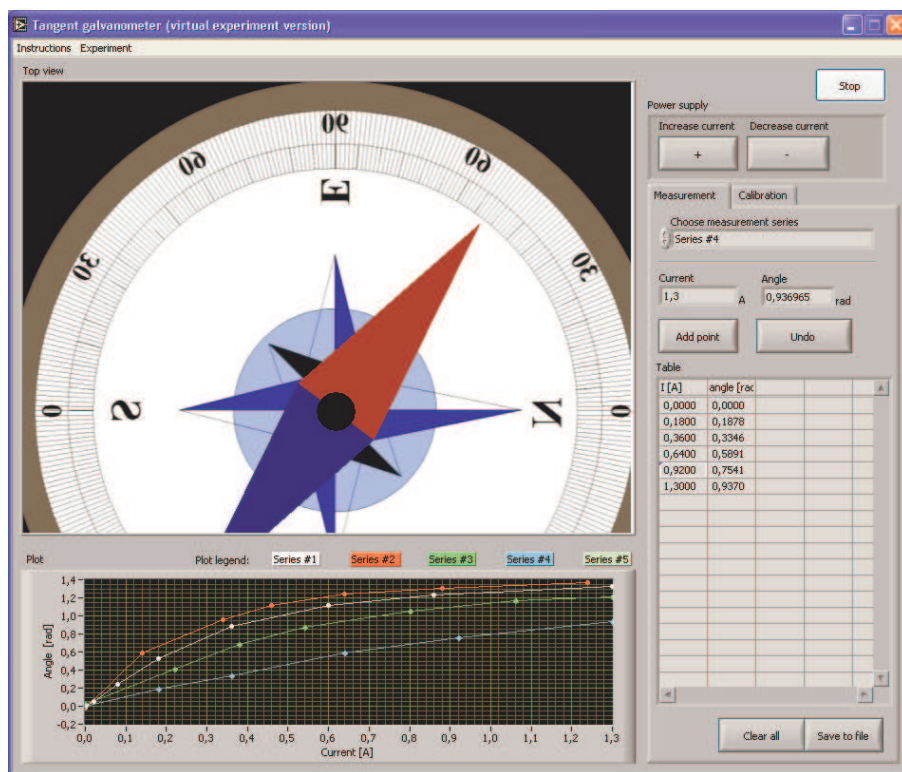 Tangent galvanometer (virtual experiment version)
Instructions Experiment
Top view
90
60
60
E
30
30
0
S
N
0
Stop
Power supply
Increase current Decrease current
+ -
Measurement Calibration
Choose measurement series
Series #4
Current Angle
1,3 A 0,936965 rad
Add point Undo
Table
I [A] angle [rad
0,0000 0,0000
0,1800 0,1878
0,3600 0,3346
0,6400 0,5891
0,9200 0,7541
1,3000 0,9370
Clear all Save to file
Plot Plot legend: Series #1 Series #2 Series #3 Series #4 Series #5
1,4
1,2
1,0
0,8
0,6
0,4
0,2
0,0
-0,2
Angle [rad]
0,0 0,1 0,2 0,3 0,4 0,5 0,6 0,7 0,8 0,9 1,0 1,1 1,2 1,3
Current [A]